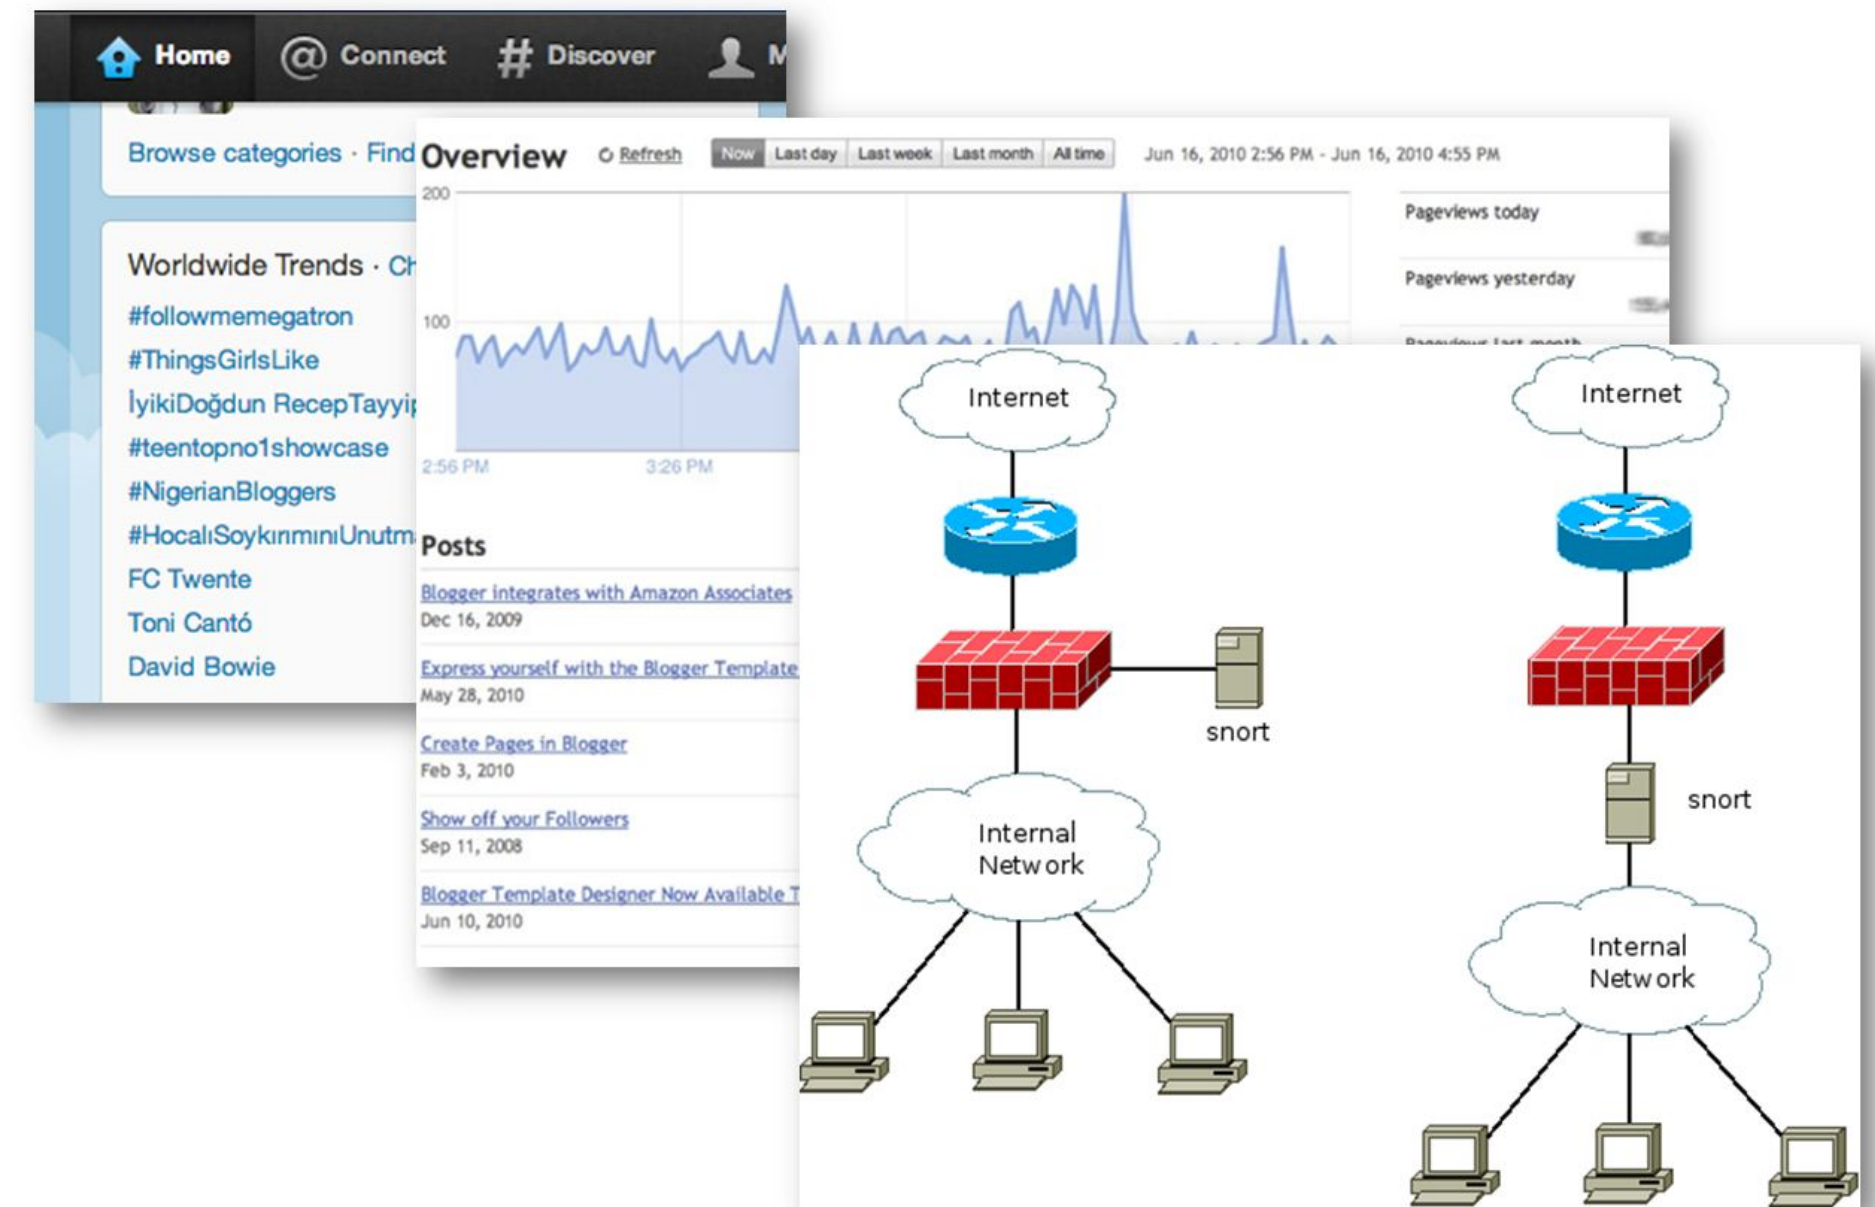 Home
Connect
Discover
M
Browse categories · Find
Worldwide Trends · Ch
#followmemegatron
#ThingsGirlsLike
İyikiDoğdun RecepTayyip
#teentopno1showcase
#NigerianBloggers
#HocalıSoykırımınıUnutma
FC Twente
Toni Cantó
David Bowie
Overview
Refresh
Now Last day Last week Last month All time
Jun 16, 2010 2:56 PM - Jun 16, 2010 4:55 PM
200
100
2:56 PM
3:26 PM
Pageviews today
Pageviews yesterday
Pageviews last month
Posts
Blogger integrates with Amazon Associates
Dec 16, 2009
Express yourself with the Blogger Template
May 28, 2010
Create Pages in Blogger
Feb 3, 2010
Show off your Followers
Sep 11, 2008
Blogger Template Designer Now Available T
Jun 10, 2010
Internet
snort
Internal
Network
Internet
snort
Internal
Network